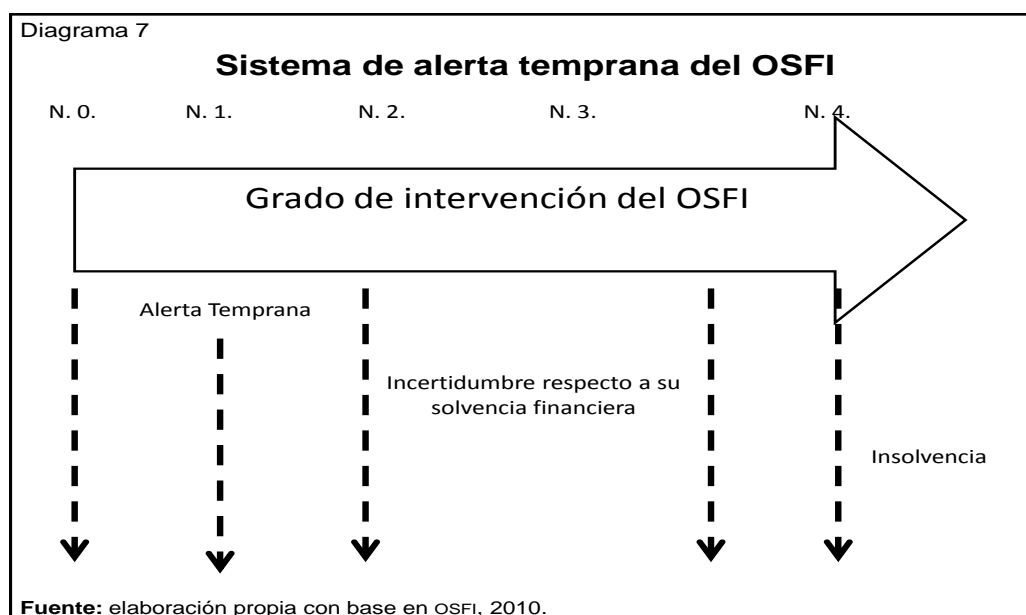 Diagrama 7
Sistema de alerta temprana del OSFI
N. 0. N. 1. N. 2. N. 3. N. 4.
Grado de intervención del OSFI
Alerta Temprana
Incertidumbre respecto a su
solvencia financiera
Insolvencia
Fuente: elaboración propia con base en OSFI, 2010.